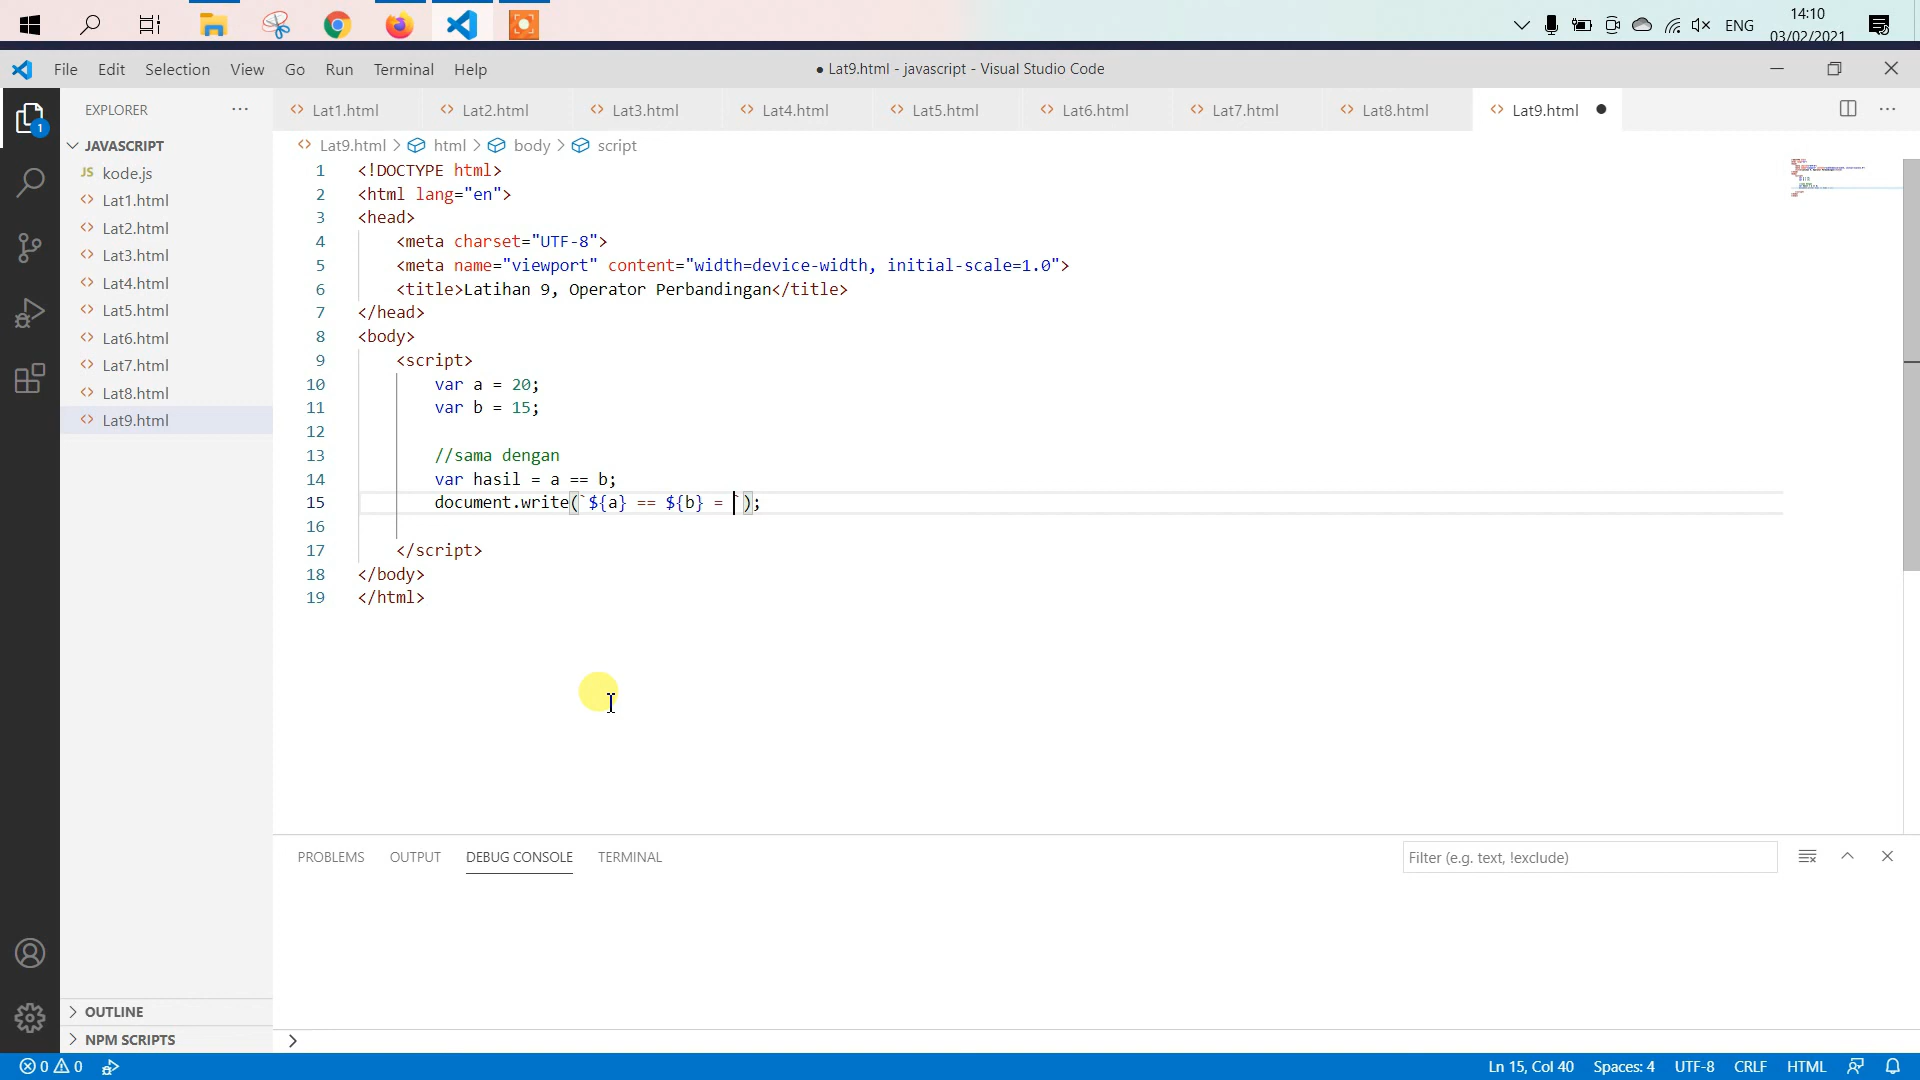 ENG
14:10
03/02/2021
File Edit Selection View Go Run Terminal Help
● Lat9.html - javascript - Visual Studio Code
EXPLORER ···
Lat1.html Lat2.html Lat3.html Lat4.html Lat5.html Lat6.html Lat7.html Lat8.html Lat9.html ●
1
JAVASCRIPT
JS kode.js
Lat1.html
Lat2.html
Lat3.html
Lat4.html
Lat5.html
Lat6.html
Lat7.html
Lat8.html
Lat9.html
Lat9.html > html > body > script
1 <!DOCTYPE html>
2 <html lang="en">
3 <head>
4 <meta charset="UTF-8">
5 <meta name="viewport" content="width=device-width, initial-scale=1.0">
6 <title>Latihan 9, Operator Perbandingan</title>
7 </head>
8 <body>
9 <script>
10 var a = 20;
11 var b = 15;
12
13 //sama dengan
14 var hasil = a == b;
15 document.write(`${a} == ${b} = `);
16
17 </script>
18 </body>
19 </html>
PROBLEMS OUTPUT DEBUG CONSOLE TERMINAL
Filter (e.g. text, !exclude)
OUTLINE
NPM SCRIPTS
0 0
Ln 15, Col 40 Spaces: 4 UTF-8 CRLF HTML